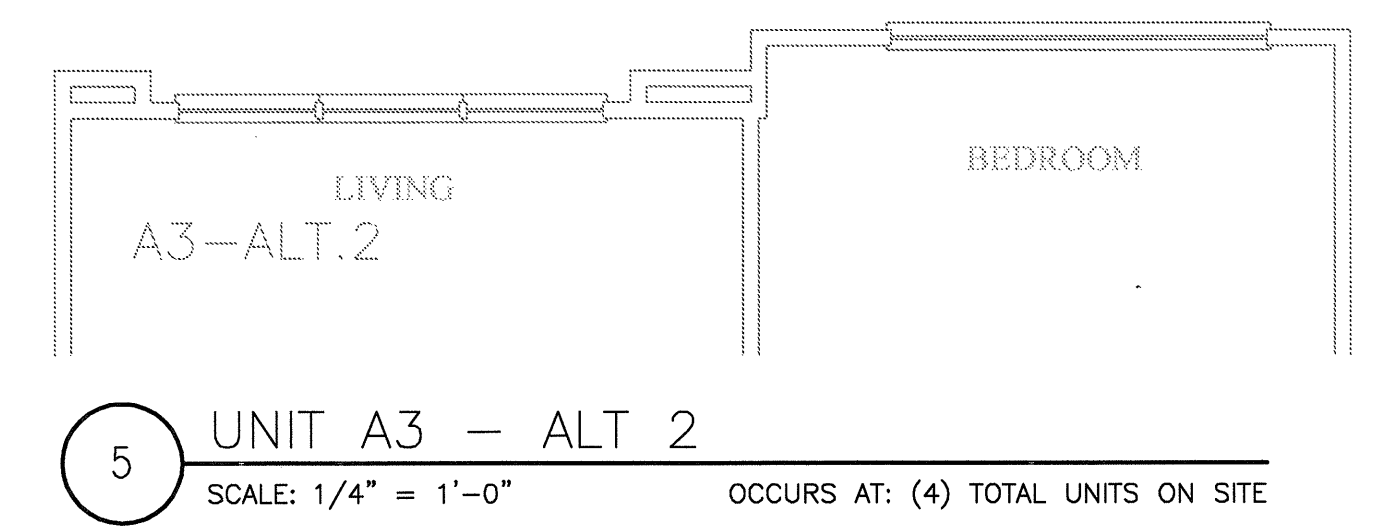 BEDROOM
LIVING
A3-ALT.2
5
UNIT A3 - ALT 2
SCALE: 1/4" = 1'-0"
OCCURS AT: (4) TOTAL UNITS ON SITE